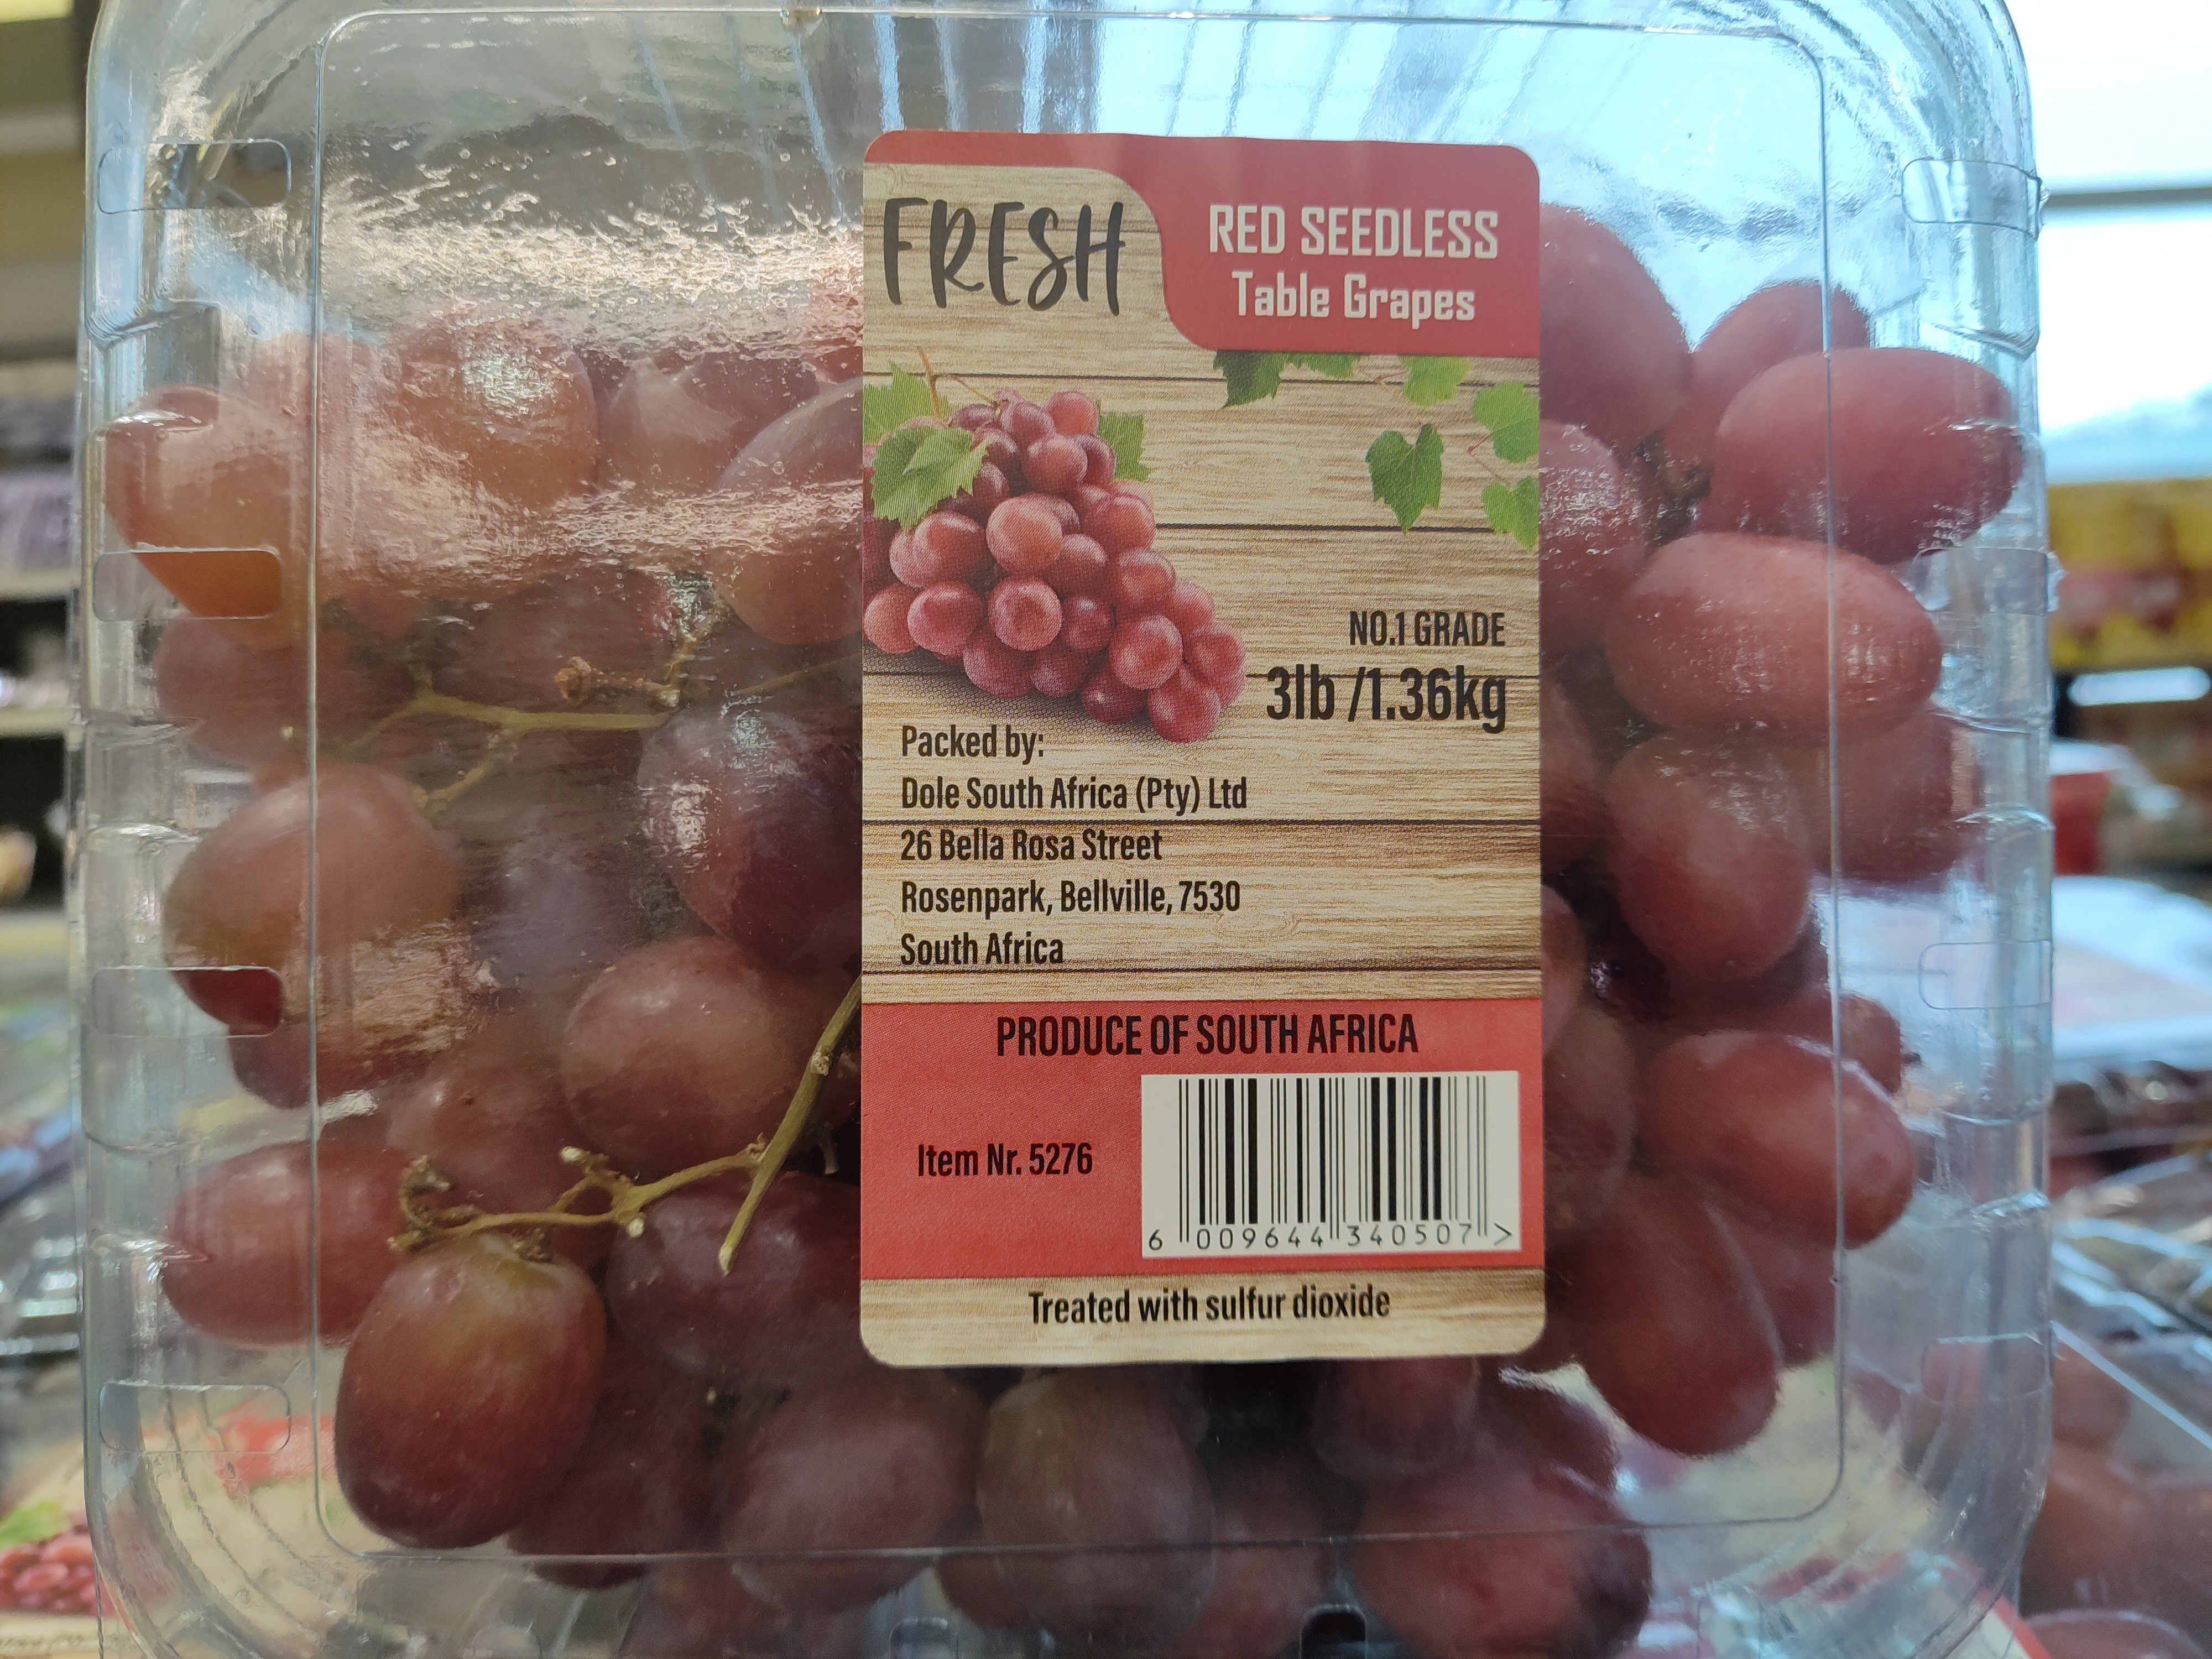 FRESH
RED SEEDLESS
Table Grapes
NO.1 GRADE
3lb /1.36kg
Packed by:
Dole South Africa (Pty) Ltd
26 Bella Rosa Street
Rosenpark, Bellville, 7530
South Africa
PRODUCE OF SOUTH AFRICA
Item Nr. 5276
6 009644 340507 >
Treated with sulfur dioxide